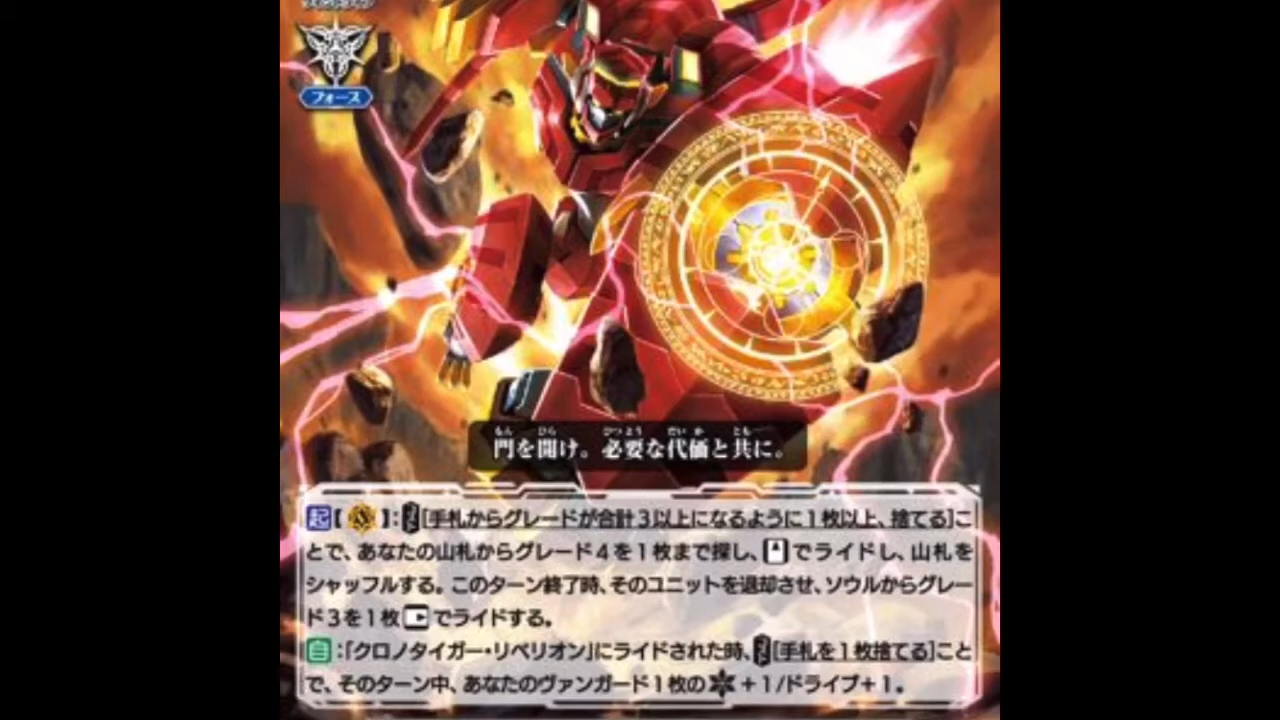 フォース
門を開け。必要な代価と共に。
起【 】：[手札からグレードが合計３以上になるように１枚以上、捨てる]こ
とで、あなたの山札からグレード４を１枚まで探し、 でライドし、山札を
シャッフルする。このターン終了時、そのユニットを退却させ、ソウルからグレー
ド３を１枚 でライドする。
自：「クロノタイガー・リベリオン」にライドされた時、 [手札を１枚捨てる]こと
で、そのターン中、あなたのヴァンガード１枚の ＋１/ドライブ＋１。